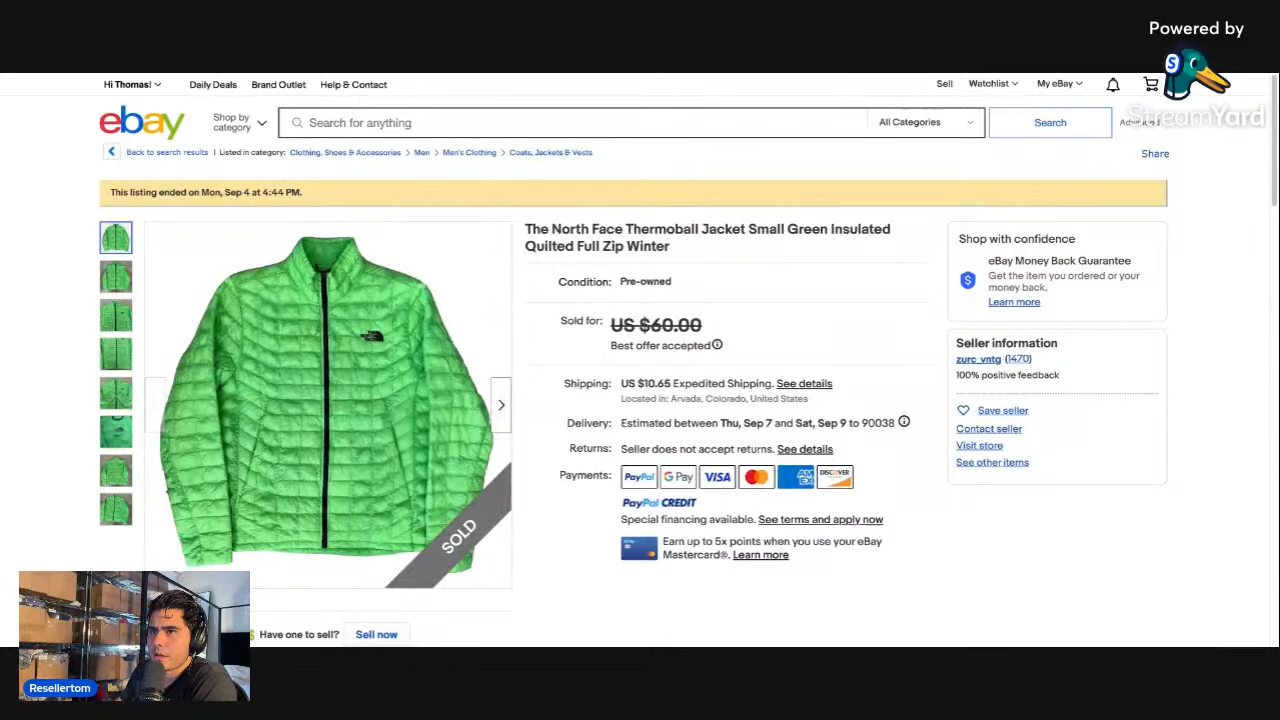 Powered by
StreamYard
Hi Thomas!
Daily Deals
Brand Outlet
Help & Contact
Sell
Watchlist
My eBay
ebay
Shop by
category
Search for anything
All Categories
Search
Advanced
Back to search results
Listed in category:
Clothing, Shoes & Accessories
Men
Men's Clothing
Coats, Jackets & Vests
Share
This listing ended on Mon, Sep 4 at 4:44 PM.
The North Face Thermoball Jacket Small Green Insulated
Quilted Full Zip Winter
Condition: Pre-owned
Sold for: US $60.00
Best offer accepted
Shipping: US $10.65 Expedited Shipping. See details
Located in: Arvada, Colorado, United States
Delivery: Estimated between Thu, Sep 7 and Sat, Sep 9 to 90038
Returns: Seller does not accept returns. See details
Payments: PayPal G Pay VISA AM EX DISCOVER
PayPal CREDIT
Special financing available. See terms and apply now
Earn up to 5x points when you use your eBay
Mastercard®. Learn more
Shop with confidence
eBay Money Back Guarantee
Get the item you ordered or your
money back.
Learn more
Seller information
zurc_vntg (1470)
100% positive feedback
Save seller
Contact seller
Visit store
See other items
SOLD
Have one to sell? Sell now
Resellertom